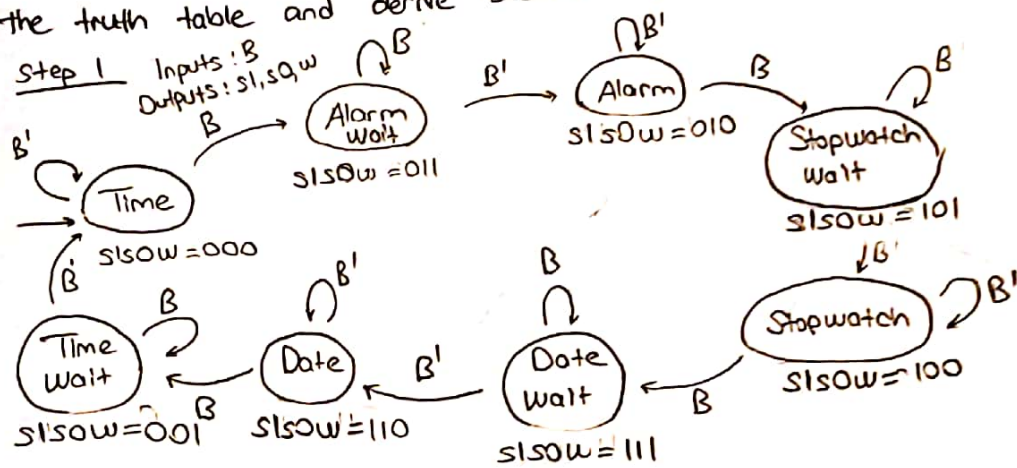 the truth table and
Step 1 Inputs : B
Outputs : s1, s0, w
B
B'
B
Alarm
wait
s1s0w = 011
B'
B'
Alarm
s1s0w = 010
B
B
Stopwatch
wait
s1s0w = 101
Time
s1s0w = 000
B'
B'
Stopwatch
s1s0w = 100
B
Date
wait
s1s0w = 111
B
B'
Date
s1s0w = 110
B'
B
Time
wait
s1s0w = 001
B